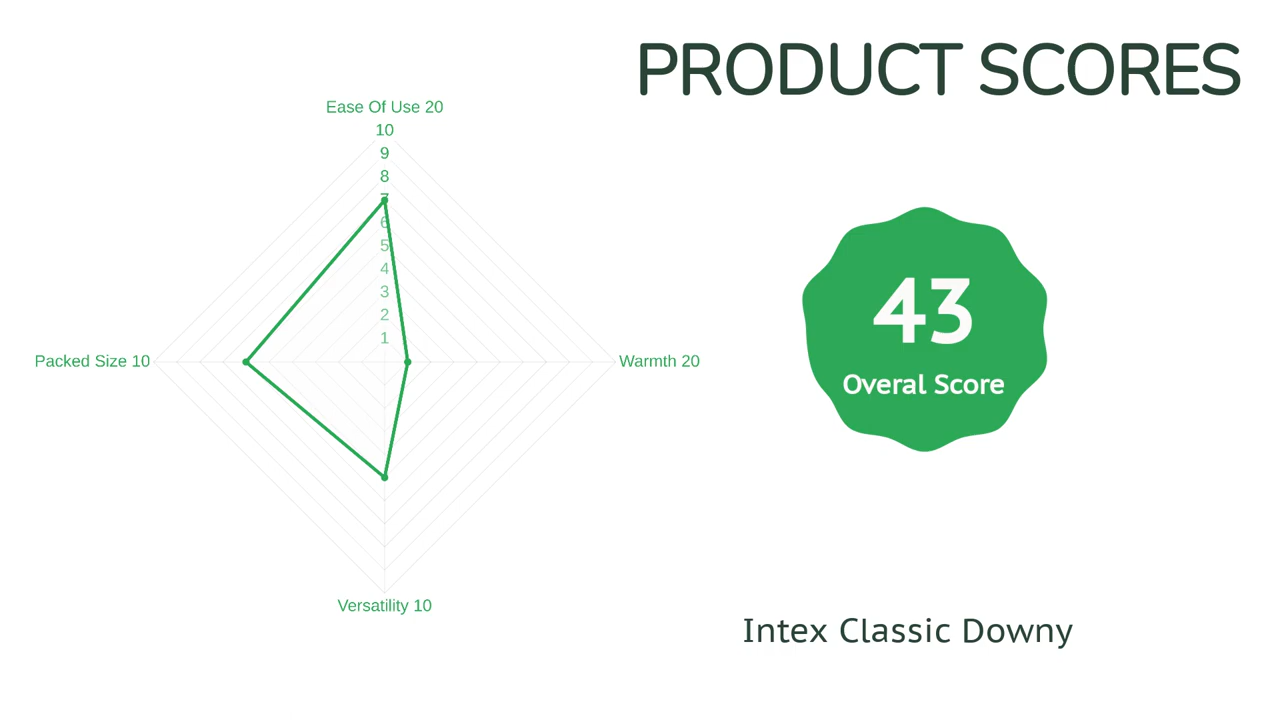 PRODUCT SCORES
Ease Of Use 20
10
9
8
7
6
5
4
3
2
1
Packed Size 10
Warmth 20
Versatility 10
43
Overal Score
Intex Classic Downy